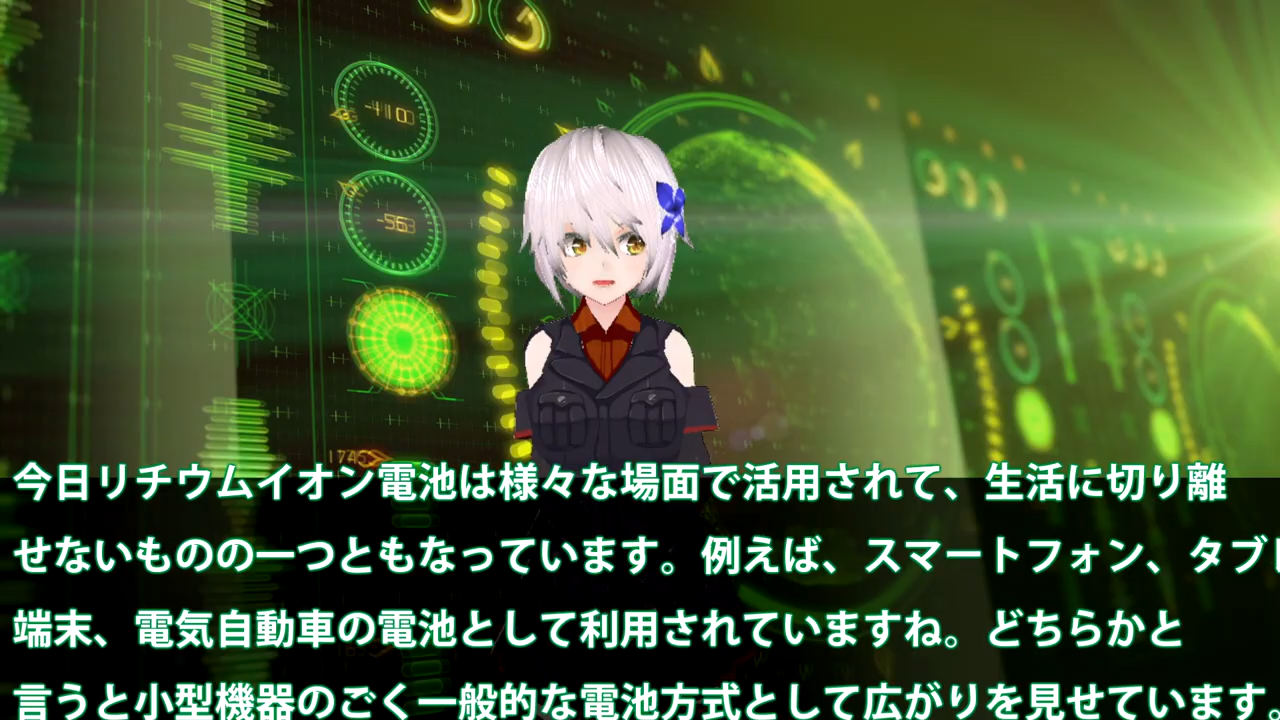 -4100
-563
1745
今日リチウムイオン電池は様々な場面で活用されて、生活に切り離
せないものの一つともなっています。例えば、スマートフォン、タブレ
端末、電気自動車の電池として利用されていますね。どちらかと
言うと小型機器のごく一般的な電池方式として広がりを見せています。